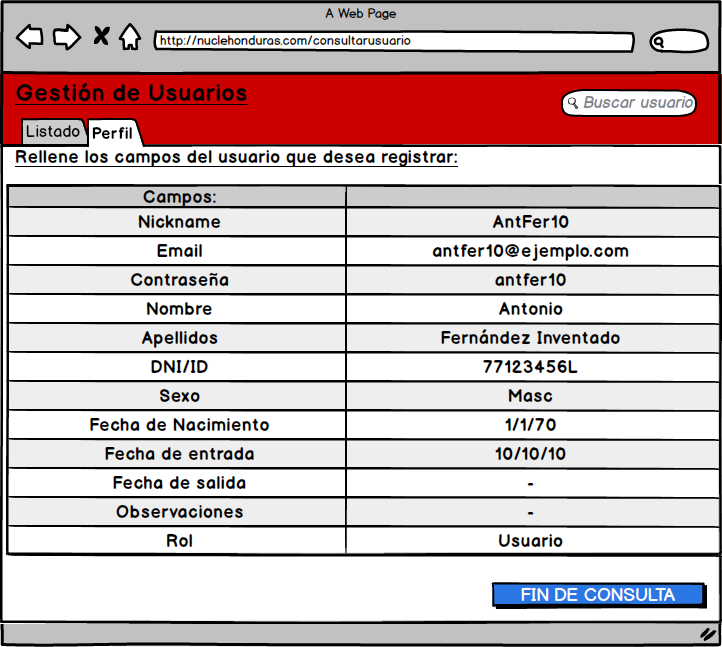 A Web Page
http://nuclehonduras.com/consultarusuario
Gestión de Usuarios
Buscar usuario
Listado Perfil
Rellene los campos del usuario que desea registrar:
Campos:
Nickname AntFer10
Email antfer10@ejemplo.com
Contraseña antfer10
Nombre Antonio
Apellidos Fernández Inventado
DNI/ID 77123456L
Sexo Masc
Fecha de Nacimiento 1/1/70
Fecha de entrada 10/10/10
Fecha de salida -
Observaciones -
Rol Usuario
FIN DE CONSULTA